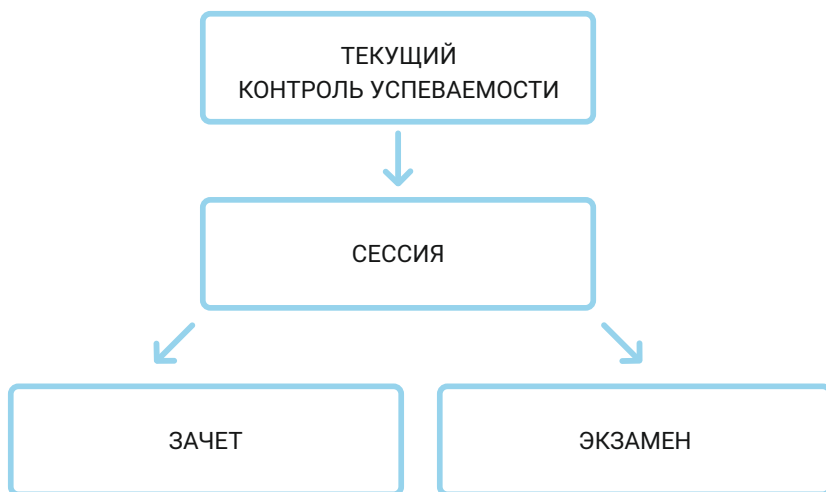 ТЕКУЩИЙ
КОНТРОЛЬ УСПЕВАЕМОСТИ
СЕССИЯ
ЗАЧЕТ
ЭКЗАМЕН